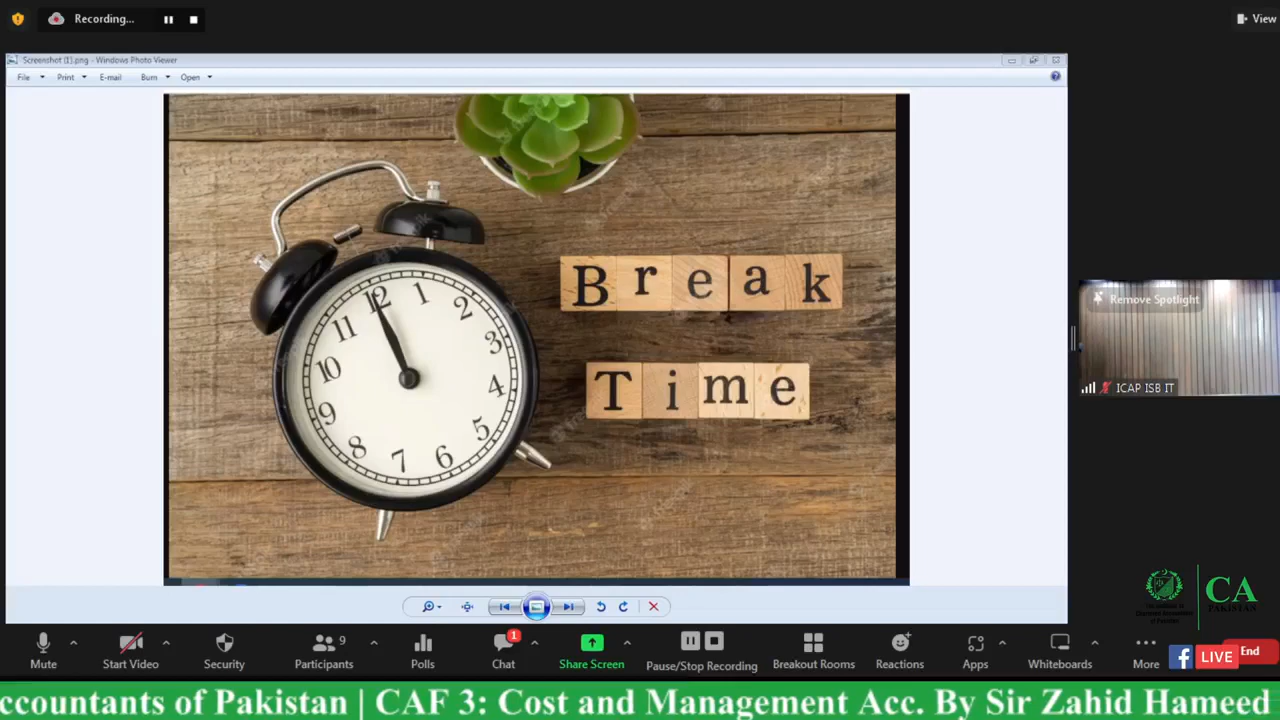 Recording...
View
Screenshot (1).png - Windows Photo Viewer
File Print E-mail Burn Open
12 1 2 3 4 5 6 7 8 9 10 11
Break
Time
Remove Spotlight
ICAP ISB IT
CA
PAKISTAN
Mute
Start Video
Security
9
Participants
Polls
1
Chat
Share Screen
Pause/Stop Recording
Breakout Rooms
Reactions
Apps
Whiteboards
More
f LIVE
End
ccountants of Pakistan | CAF 3: Cost and Management Acc. By Sir Zahid Hameed